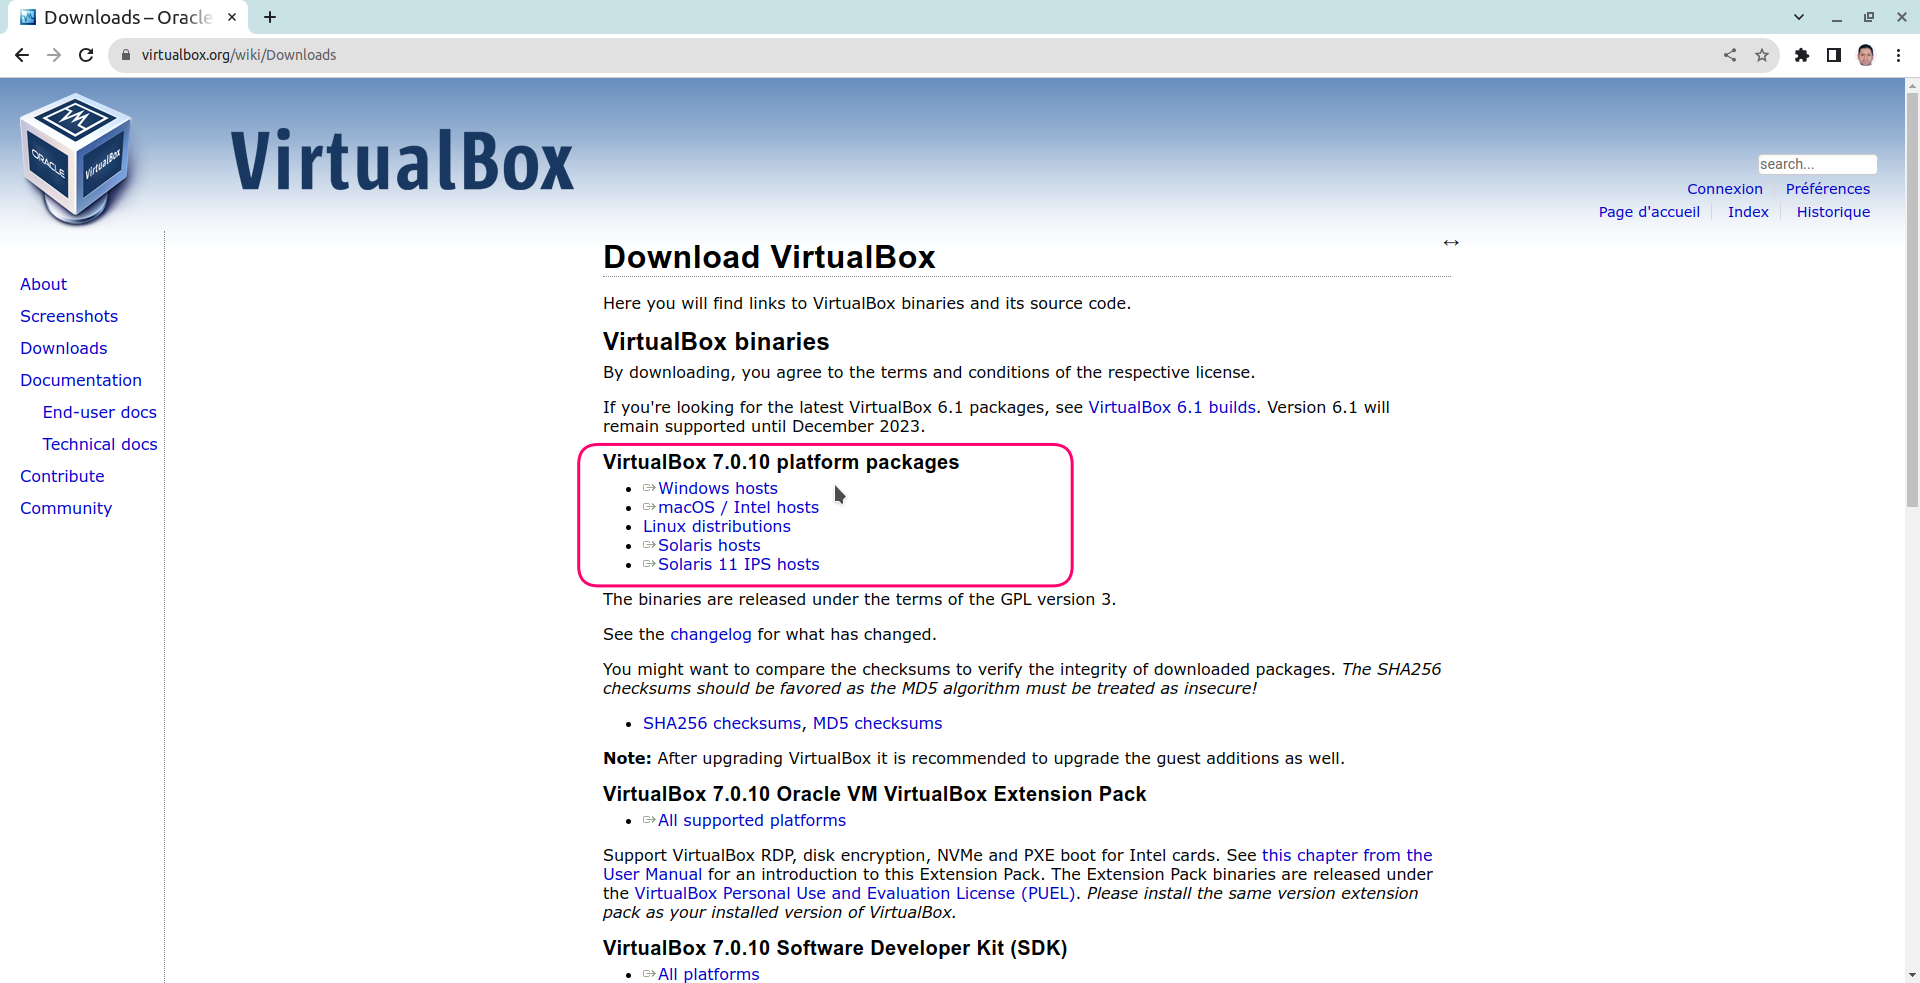 Downloads – Oracle
virtualbox.org/wiki/Downloads
ORACLE
VirtualBox
VirtualBox
search...
Connexion Préférences
Page d'accueil Index Historique
About
Screenshots
Downloads
Documentation
End-user docs
Technical docs
Contribute
Community
Download VirtualBox
Here you will find links to VirtualBox binaries and its source code.
VirtualBox binaries
By downloading, you agree to the terms and conditions of the respective license.
If you're looking for the latest VirtualBox 6.1 packages, see VirtualBox 6.1 builds. Version 6.1 will
remain supported until December 2023.
VirtualBox 7.0.10 platform packages
Windows hosts
macOS / Intel hosts
Linux distributions
Solaris hosts
Solaris 11 IPS hosts
The binaries are released under the terms of the GPL version 3.
See the changelog for what has changed.
You might want to compare the checksums to verify the integrity of downloaded packages. The SHA256
checksums should be favored as the MD5 algorithm must be treated as insecure!
SHA256 checksums, MD5 checksums
Note: After upgrading VirtualBox it is recommended to upgrade the guest additions as well.
VirtualBox 7.0.10 Oracle VM VirtualBox Extension Pack
All supported platforms
Support VirtualBox RDP, disk encryption, NVMe and PXE boot for Intel cards. See this chapter from the
User Manual for an introduction to this Extension Pack. The Extension Pack binaries are released under
the VirtualBox Personal Use and Evaluation License (PUEL). Please install the same version extension
pack as your installed version of VirtualBox.
VirtualBox 7.0.10 Software Developer Kit (SDK)
All platforms